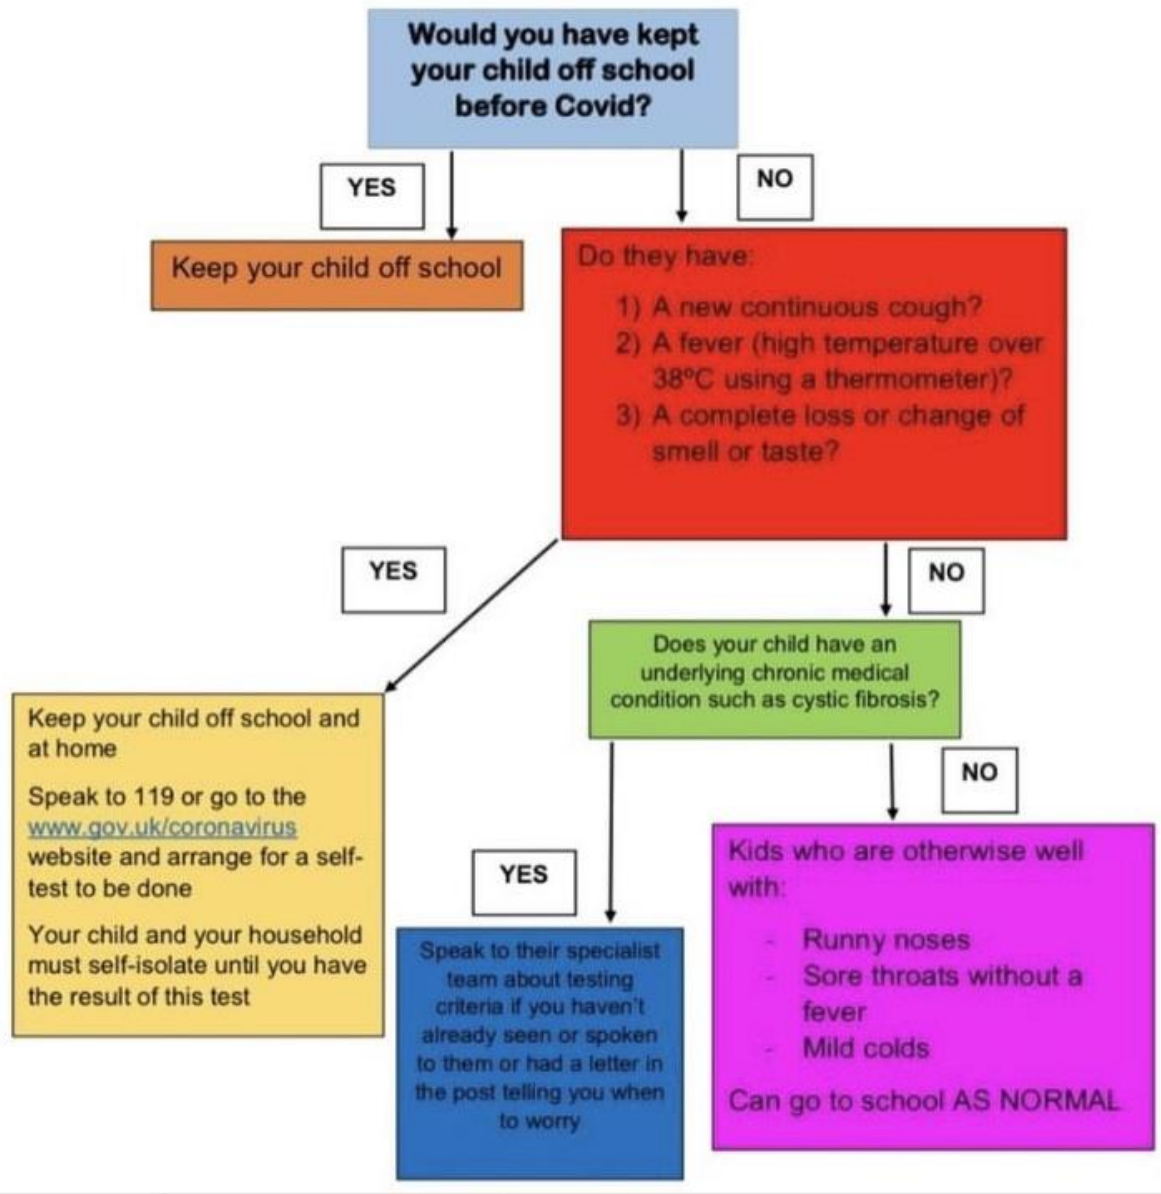 Would you have kept
your child off school
before Covid?
YES
NO
Keep your child off school
Do they have:
1) A new continuous cough?
2) A fever (high temperature over
38ºC using a thermometer)?
3) A complete loss or change of
smell or taste?
YES
NO
Does your child have an
underlying chronic medical
condition such as cystic fibrosis?
Keep your child off school and
at home
Speak to 119 or go to the
www.gov.uk/coronavirus
website and arrange for a self-
test to be done
Your child and your household
must self-isolate until you have
the result of this test
YES
NO
Speak to their specialist
team about testing
criteria if you haven't
already seen or spoken
to them or had a letter in
the post telling you when
to worry
Kids who are otherwise well
with:
- Runny noses
- Sore throats without a
fever
- Mild colds
Can go to school AS NORMAL